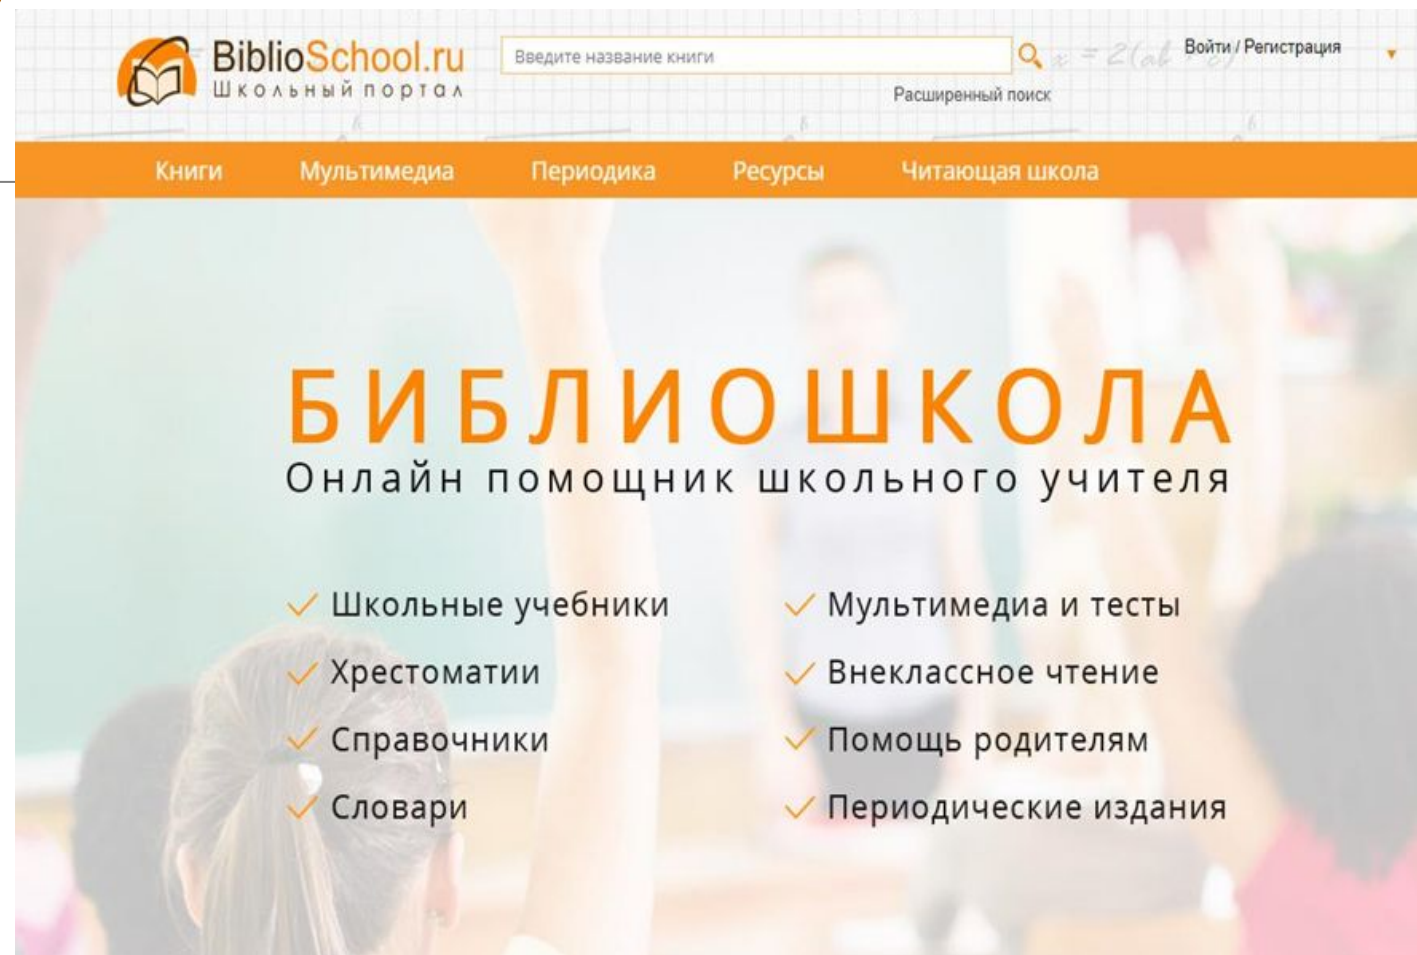 BiblioSchool.ru
Школьный портал
Введите название книги
Войти / Регистрация
Расширенный поиск
Книги Мультимедиа Периодика Ресурсы Читающая школа
БИБЛИОШКОЛА
Онлайн помощник школьного учителя
Школьные учебники
Хрестоматии
Справочники
Словари
Мультимедиа и тесты
Внеклассное чтение
Помощь родителям
Периодические издания